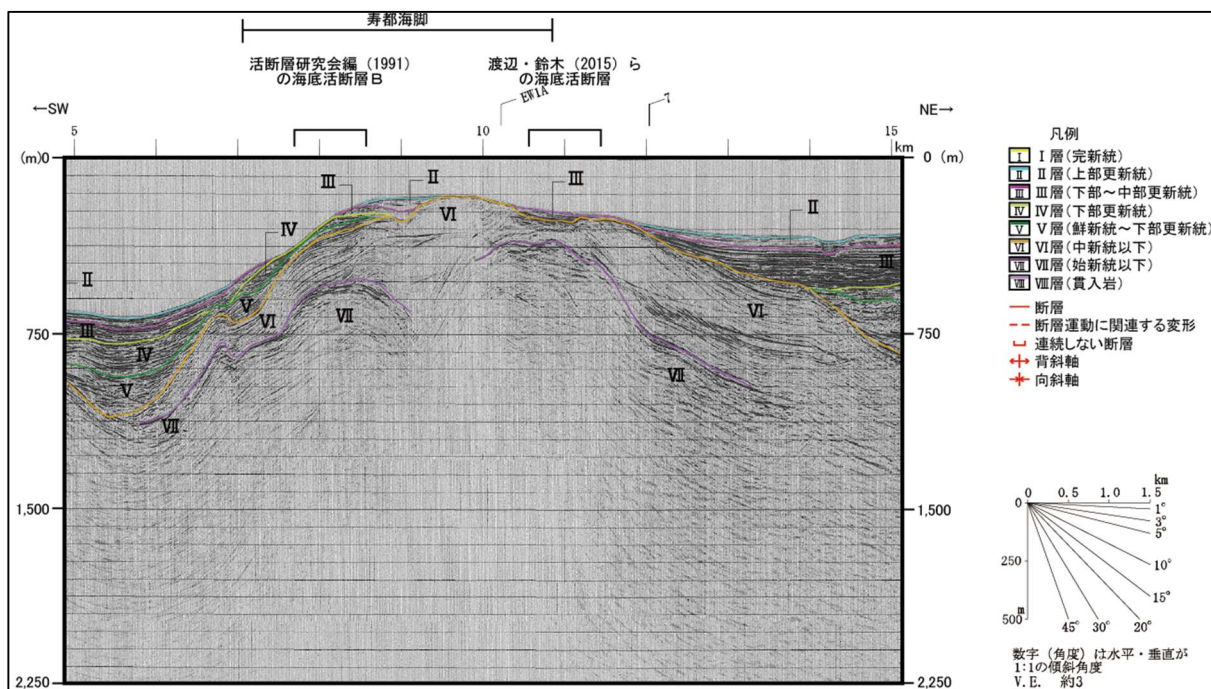 寿都海脚
活断層研究会編（1991）
の海底活断層B
渡辺・鈴木（2015）ら
の海底活断層
EW1A
7
←SW
NE→
5
10
15
km
(m)0
0 (m)
750
750
1,500
1,500
2,250
2,250
Ⅲ
Ⅱ
Ⅲ
Ⅵ
Ⅱ
Ⅳ
Ⅱ
Ⅲ
Ⅴ
Ⅵ
Ⅶ
Ⅵ
Ⅲ
Ⅳ
Ⅴ
Ⅶ
Ⅶ
凡例
Ⅰ Ⅰ層（完新統）
Ⅱ Ⅱ層（上部更新統）
Ⅲ Ⅲ層（下部～中部更新統）
Ⅳ Ⅳ層（下部更新統）
Ⅴ Ⅴ層（鮮新統～下部更新統）
Ⅵ Ⅵ層（中新統以下）
Ⅶ Ⅶ層（始新統以下）
Ⅷ Ⅷ層（貫入岩）
断層
断層運動に関連する変形
連続しない断層
背斜軸
向斜軸
km
0 0.5 1.0 1.5
0
250
m
500
1°
3°
5°
10°
15°
20°
30°
45°
数字（角度）は水平・垂直が
1:1の傾斜角度
V.E. 約3